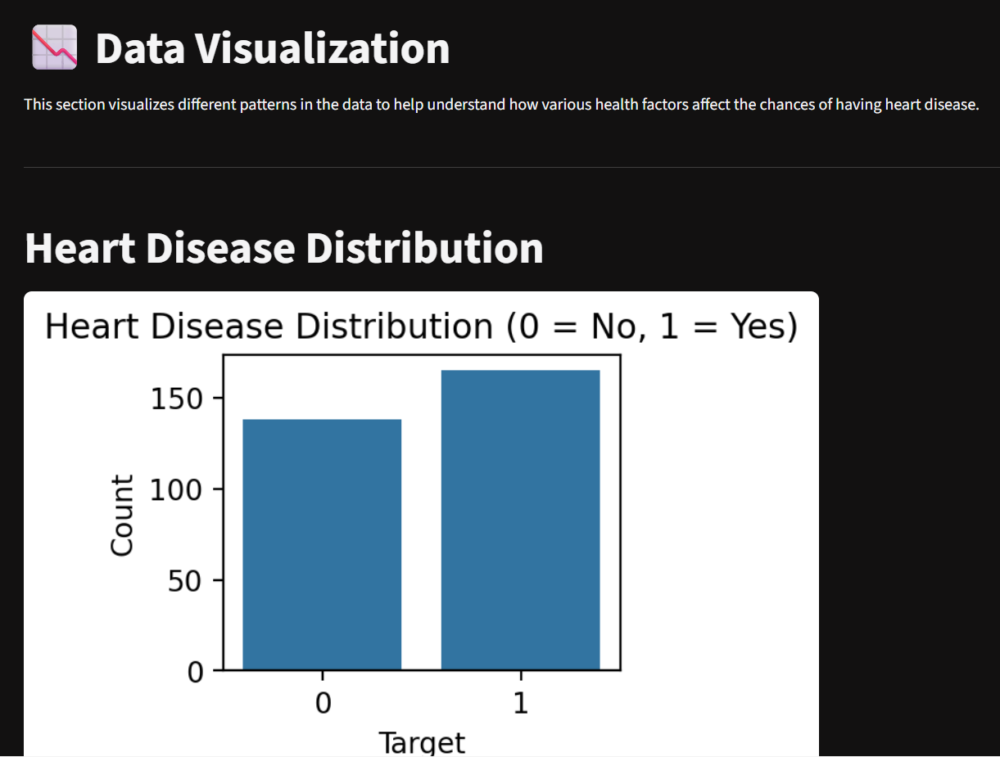 Data Visualization
This section visualizes different patterns in the data to help understand how various health factors affect the chances of having heart disease.
Heart Disease Distribution
Heart Disease Distribution (0 = No, 1 = Yes)
150
100
50
0
Count
0 1
Target